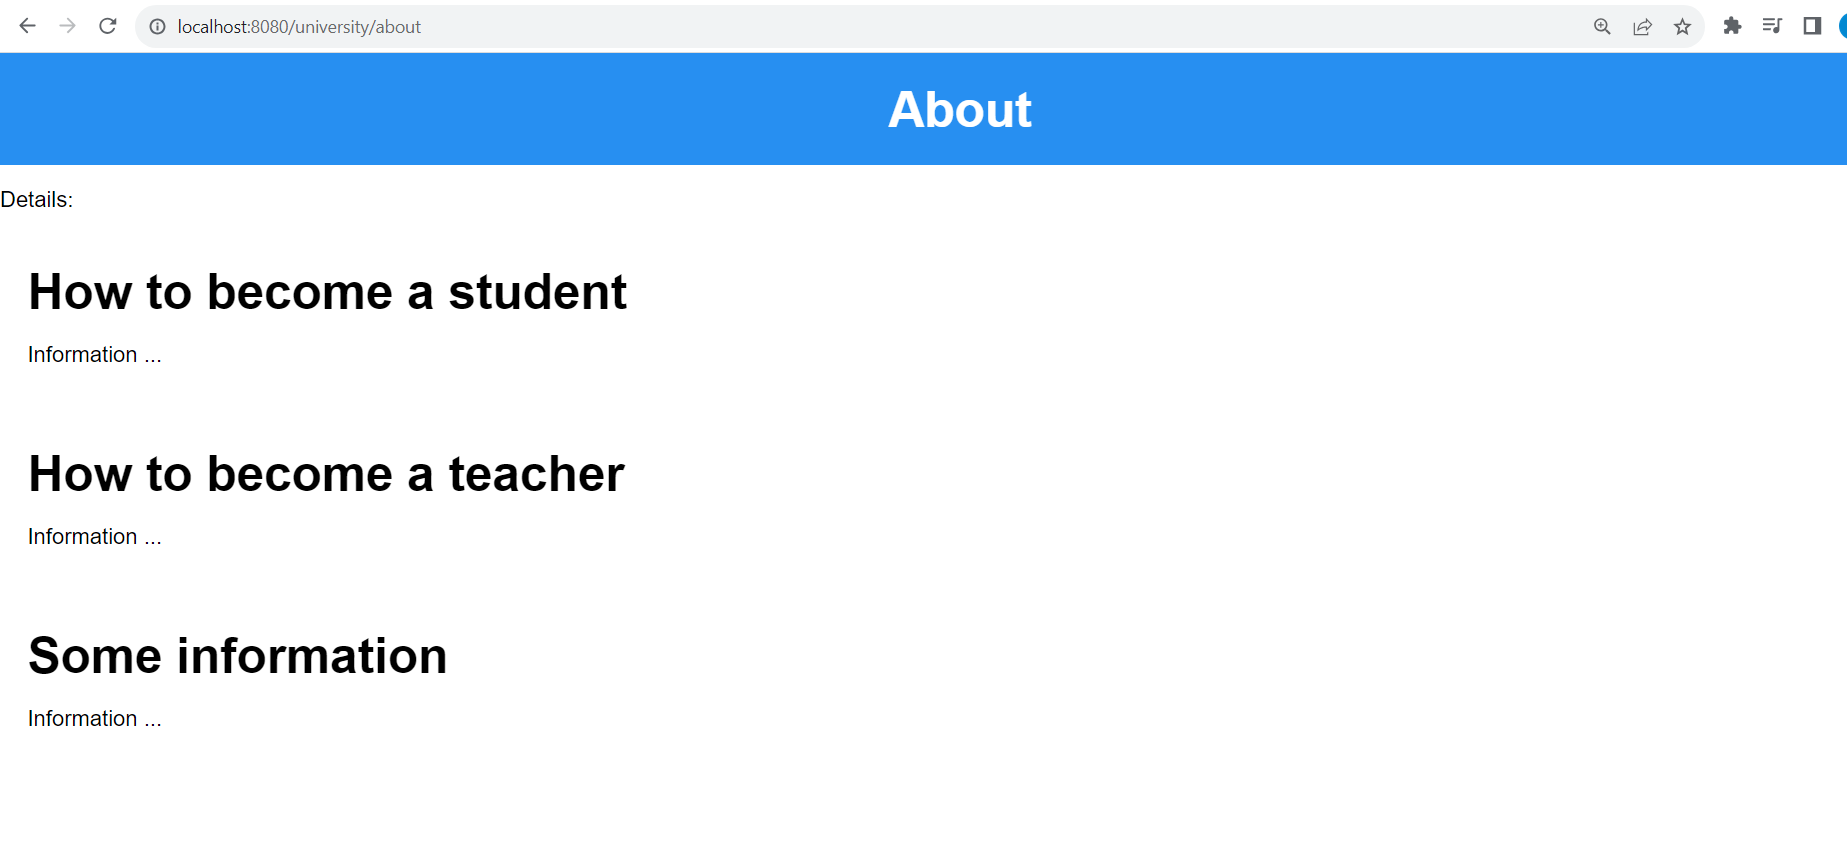 localhost:8080/university/about
About
Details:
How to become a student
Information ...
How to become a teacher
Information ...
Some information
Information ...